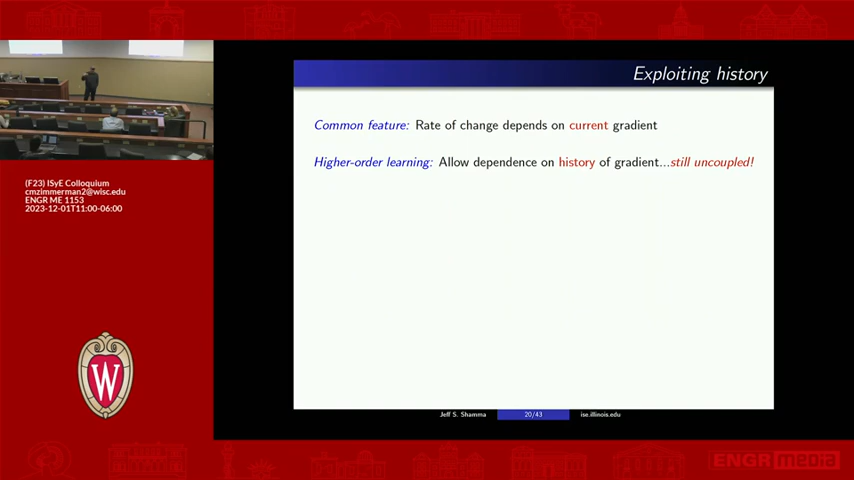 Exploiting history
Common feature: Rate of change depends on current gradient
Higher-order learning: Allow dependence on history of gradient...still uncoupled!
(F23) ISyE Colloquium
cmzimmerman2@wisc.edu
ENGR ME 1153
2023-12-01T11:00-06:00
W
Jeff S. Shamma 20/43 ise.illinois.edu
ENGR media